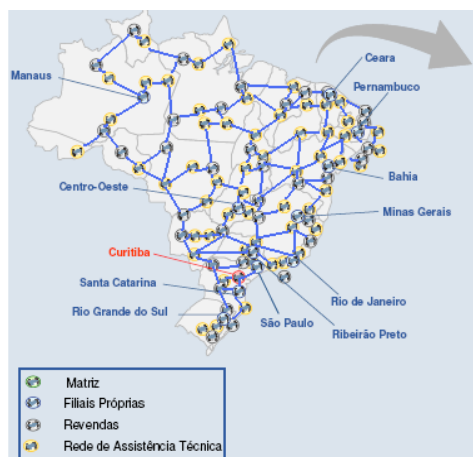 Manaus
Ceara
Pernambuco
Bahia
Centro-Oeste
Minas Gerais
Curitiba
Santa Catarina
Rio de Janeiro
Rio Grande do Sul
São Paulo
Ribeirão Preto
Matriz
Filiais Próprias
Revendas
Rede de Assistência Técnica